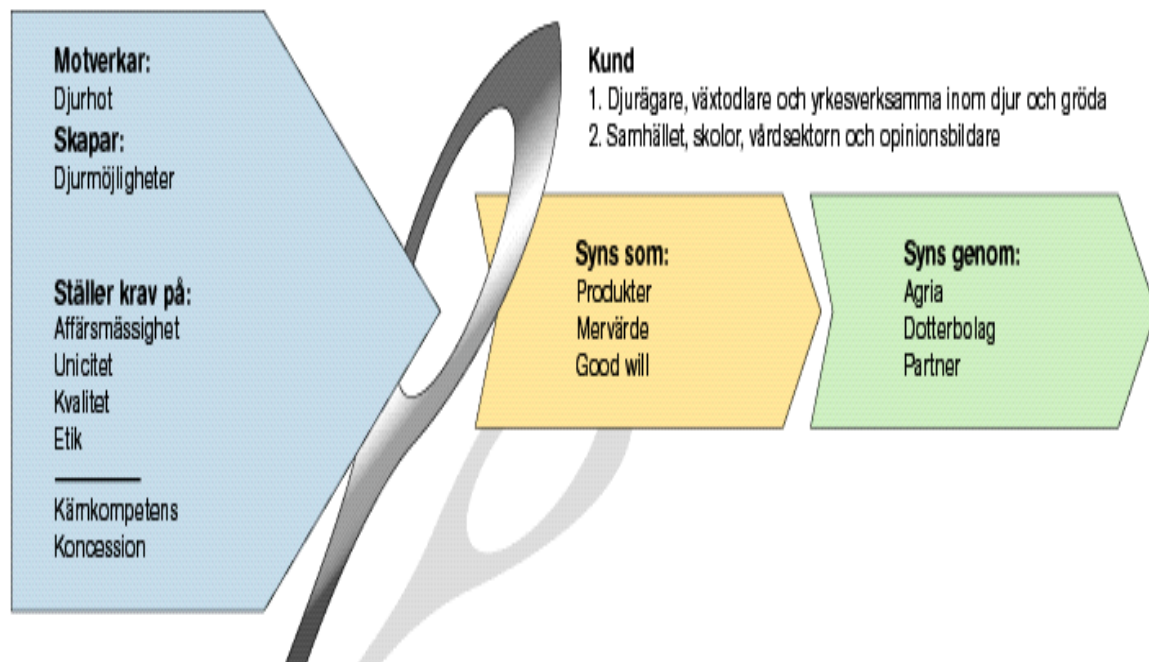 Motverkar:
Djurhot
Skapar:
Djurmöjligheter
Ställer krav på:
Affärsmässighet
Unicitet
Kvalitet
Etik
Kärnkompetens
Koncession
Kund
1. Djurägare, växtodlare och yrkesverksamma inom djur och gröda
2. Samhället, skolor, vårdsektorn och opinionsbildare
Syns som:
Produkter
Mervärde
Good will
Syns genom:
Agria
Dotterbolag
Partner